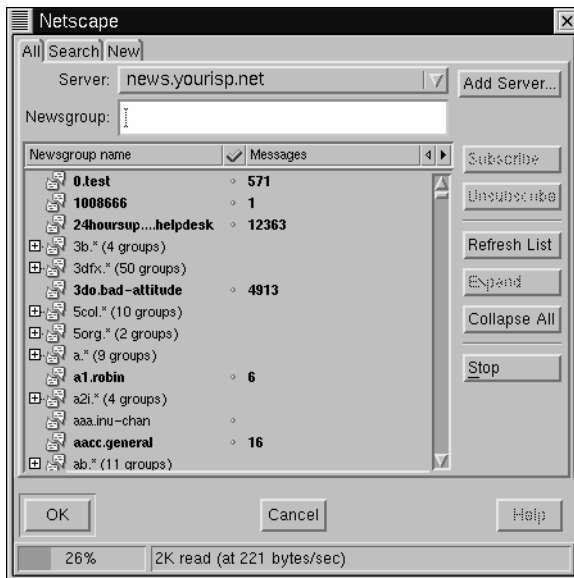 Netscape
All Search New
Server: news.yourisp.net Add Server...
Newsgroup:
Newsgroup name Messages
0.test 571
1008666 1
24hoursup....helpdesk 12363
3b.* (4 groups)
3dfx.* (50 groups)
3do.bad-attitude 4913
5col.* (10 groups)
5org.* (2 groups)
a.* (9 groups)
a1.robin 6
a2i.* (4 groups)
aaa.inu-chan
aacc.general 16
ab.* (11 groups)
Subscribe
Unsubscribe
Refresh List
Expand
Collapse All
Stop
OK Cancel Help
26% 2K read (at 221 bytes/sec)